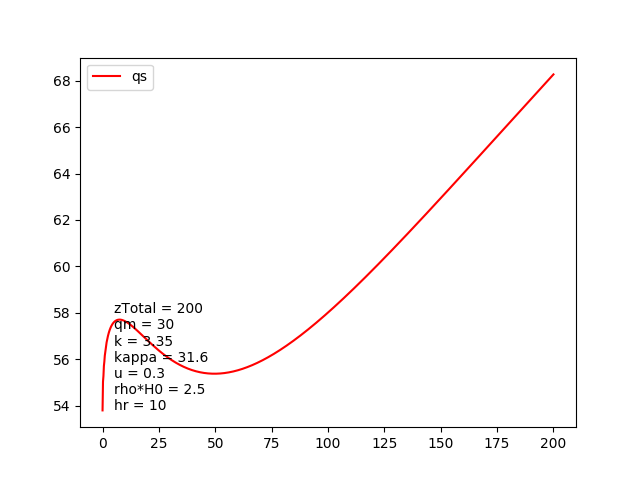 qs
68
66
64
62
60
58
56
54
zTotal = 200
qm = 30
k = 3.35
kappa = 31.6
u = 0.3
rho*H0 = 2.5
hr = 10
0 25 50 75 100 125 150 175 200